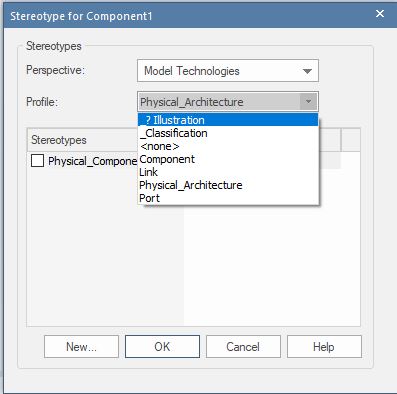 Stereotype for Component1
Stereotypes
Perspective: Model Technologies
Profile: Physical_Architecture
_? Illustration
_Classification
<none>
Component
Link
Physical_Architecture
Port
Stereotypes
Physical_Compone
New... OK Cancel Help